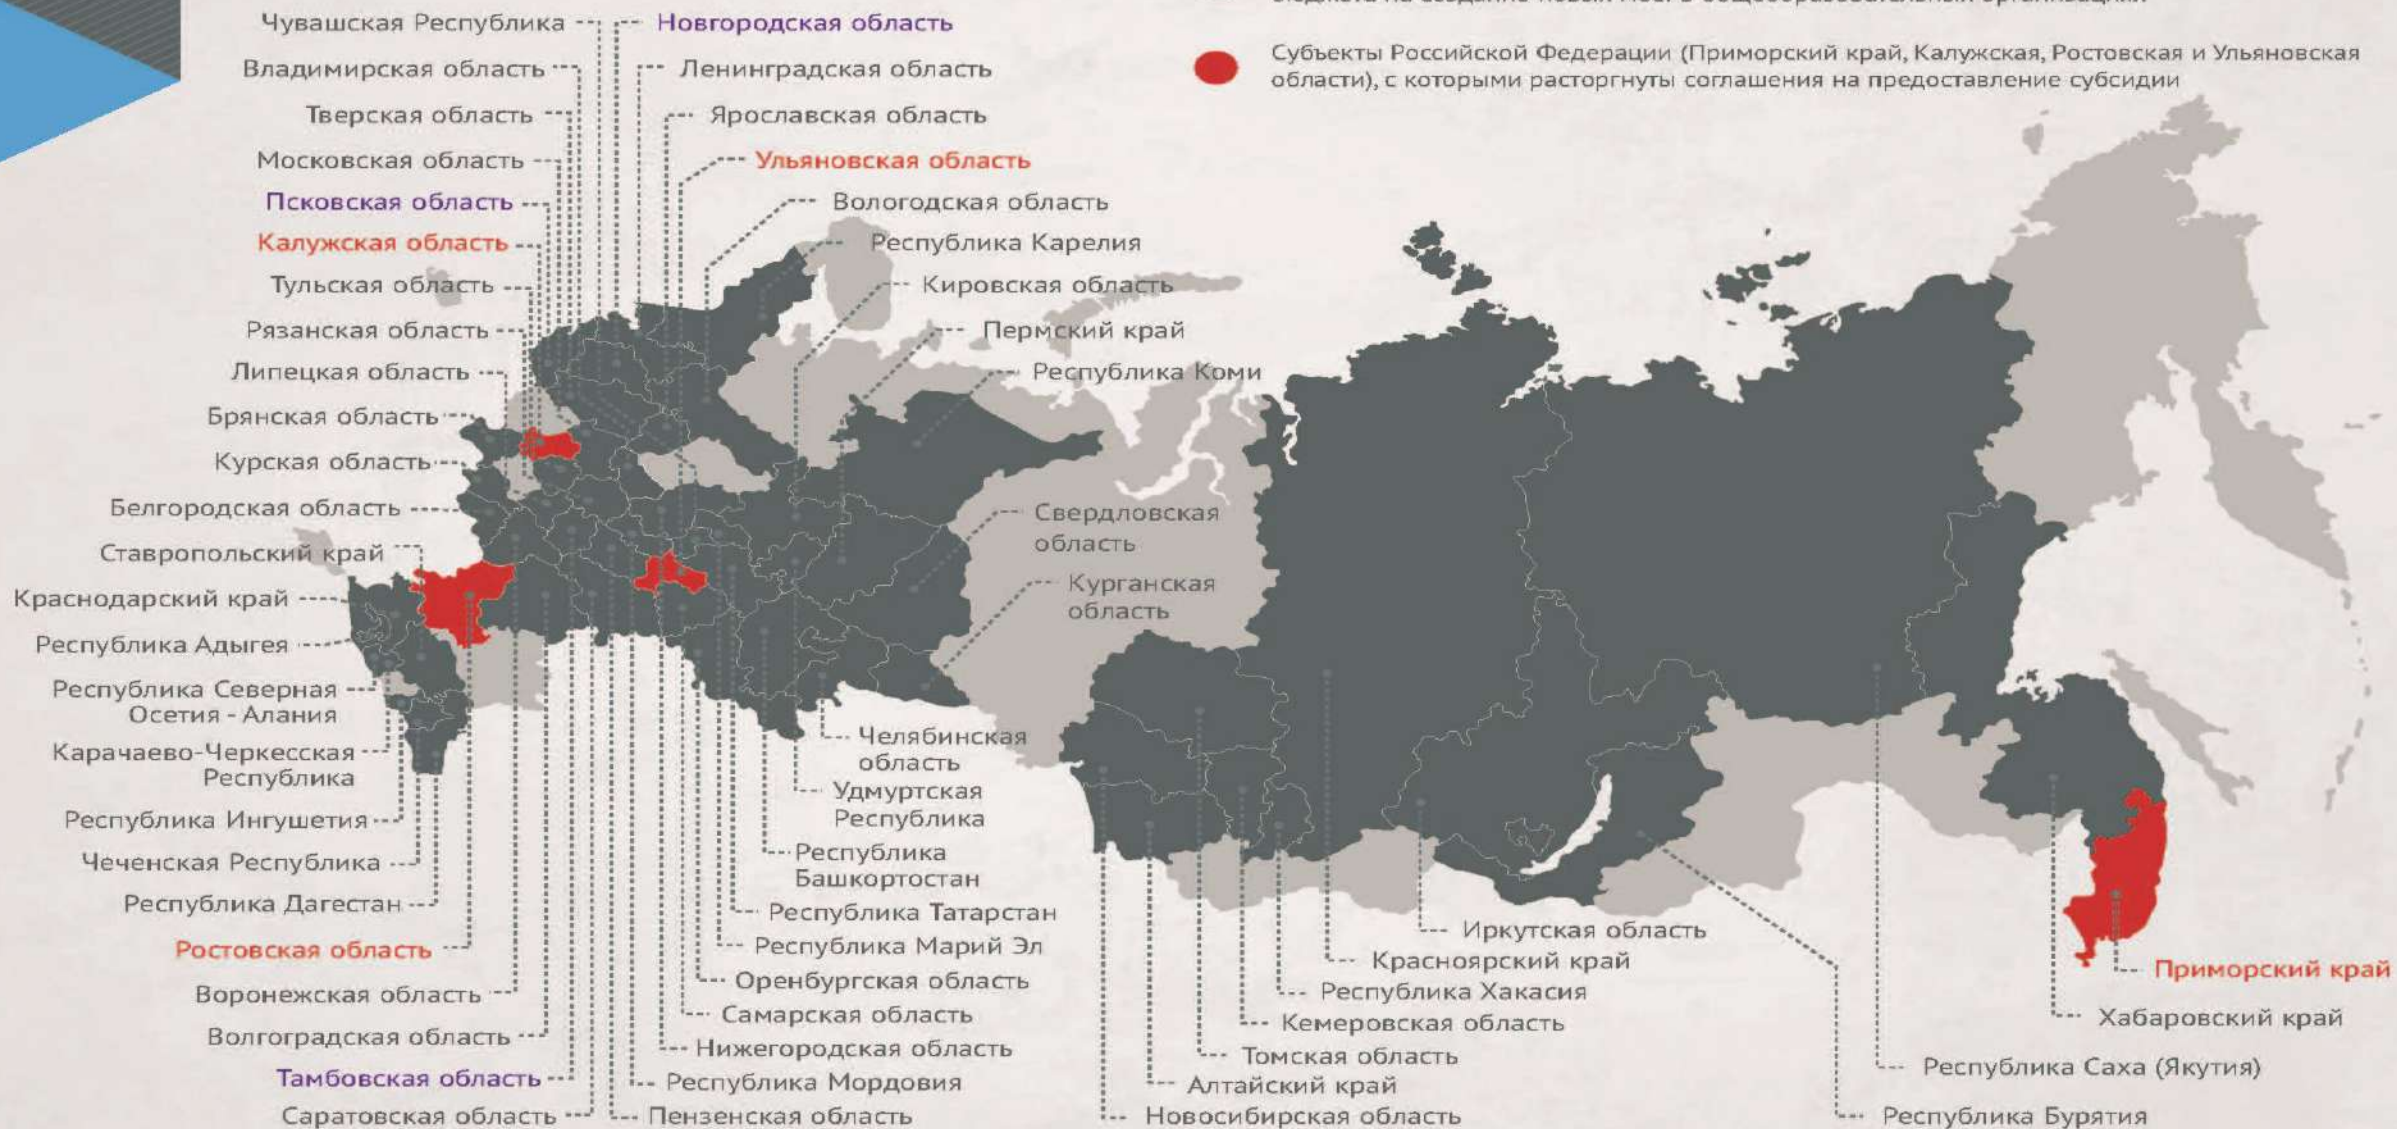 Субъекты Российской Федерации (Приморский край, Калужская, Ростовская и Ульяновская
области), с которыми расторгнуты соглашения на предоставление субсидии
Чувашская Республика
Новгородская область
Владимирская область
Ленинградская область
Тверская область
Ярославская область
Московская область
Ульяновская область
Псковская область
Вологодская область
Калужская область
Республика Карелия
Тульская область
Кировская область
Рязанская область
Пермский край
Липецкая область
Республика Коми
Брянская область
Курская область
Белгородская область
Свердловская
область
Ставропольский край
Курганская
область
Краснодарский край
Республика Адыгея
Республика Северная
Осетия - Алания
Карачаево-Черкесская
Республика
Челябинская
область
Удмуртская
Республика
Республика Ингушетия
Чеченская Республика
Республика
Башкортостан
Республика Дагестан
Республика Татарстан
Ростовская область
Республика Марий Эл
Воронежская область
Оренбургская область
Волгоградская область
Самарская область
Тамбовская область
Нижегородская область
Саратовская область
Республика Мордовия
Пензенская область
Иркутская область
Красноярский край
Республика Хакасия
Кемеровская область
Томская область
Алтайский край
Новосибирская область
Приморский край
Хабаровский край
Республика Саха (Якутия)
Республика Бурятия